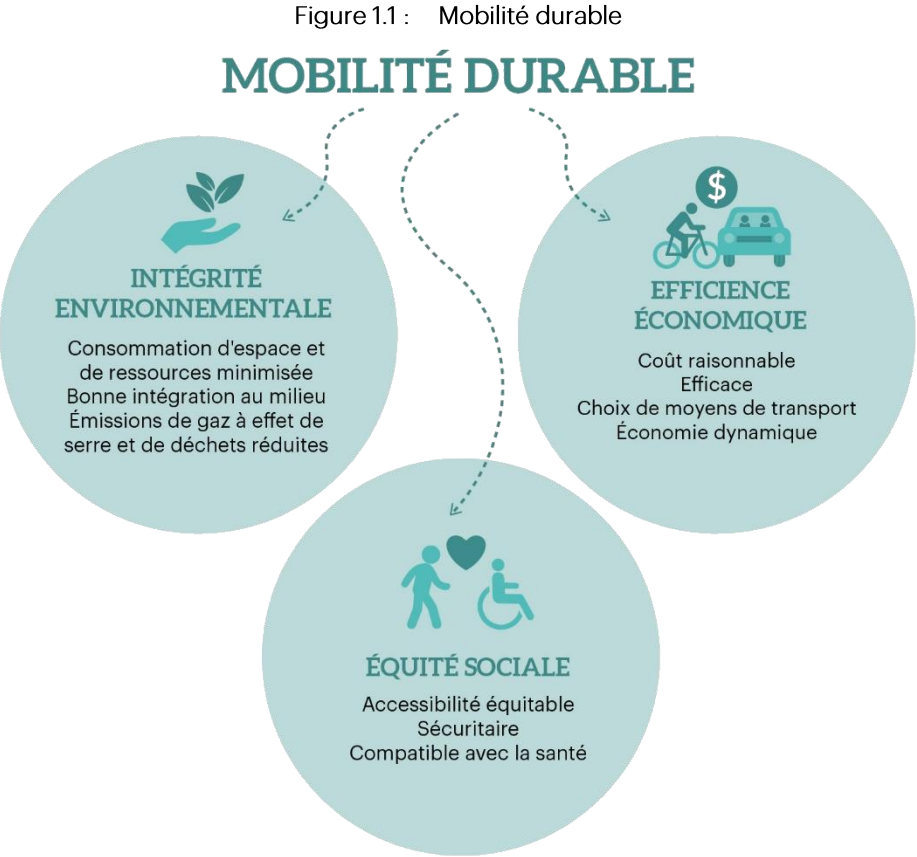 Figure 1.1 : Mobilité durable
MOBILITÉ DURABLE
INTÉGRITÉ
ENVIRONNEMENTALE
Consommation d'espace et
de ressources minimisée
Bonne intégration au milieu
Émissions de gaz à effet de
serre et de déchets réduites
$
EFFICIENCE
ÉCONOMIQUE
Coût raisonnable
Efficace
Choix de moyens de transport
Économie dynamique
ÉQUITÉ SOCIALE
Accessibilité équitable
Sécuritaire
Compatible avec la santé